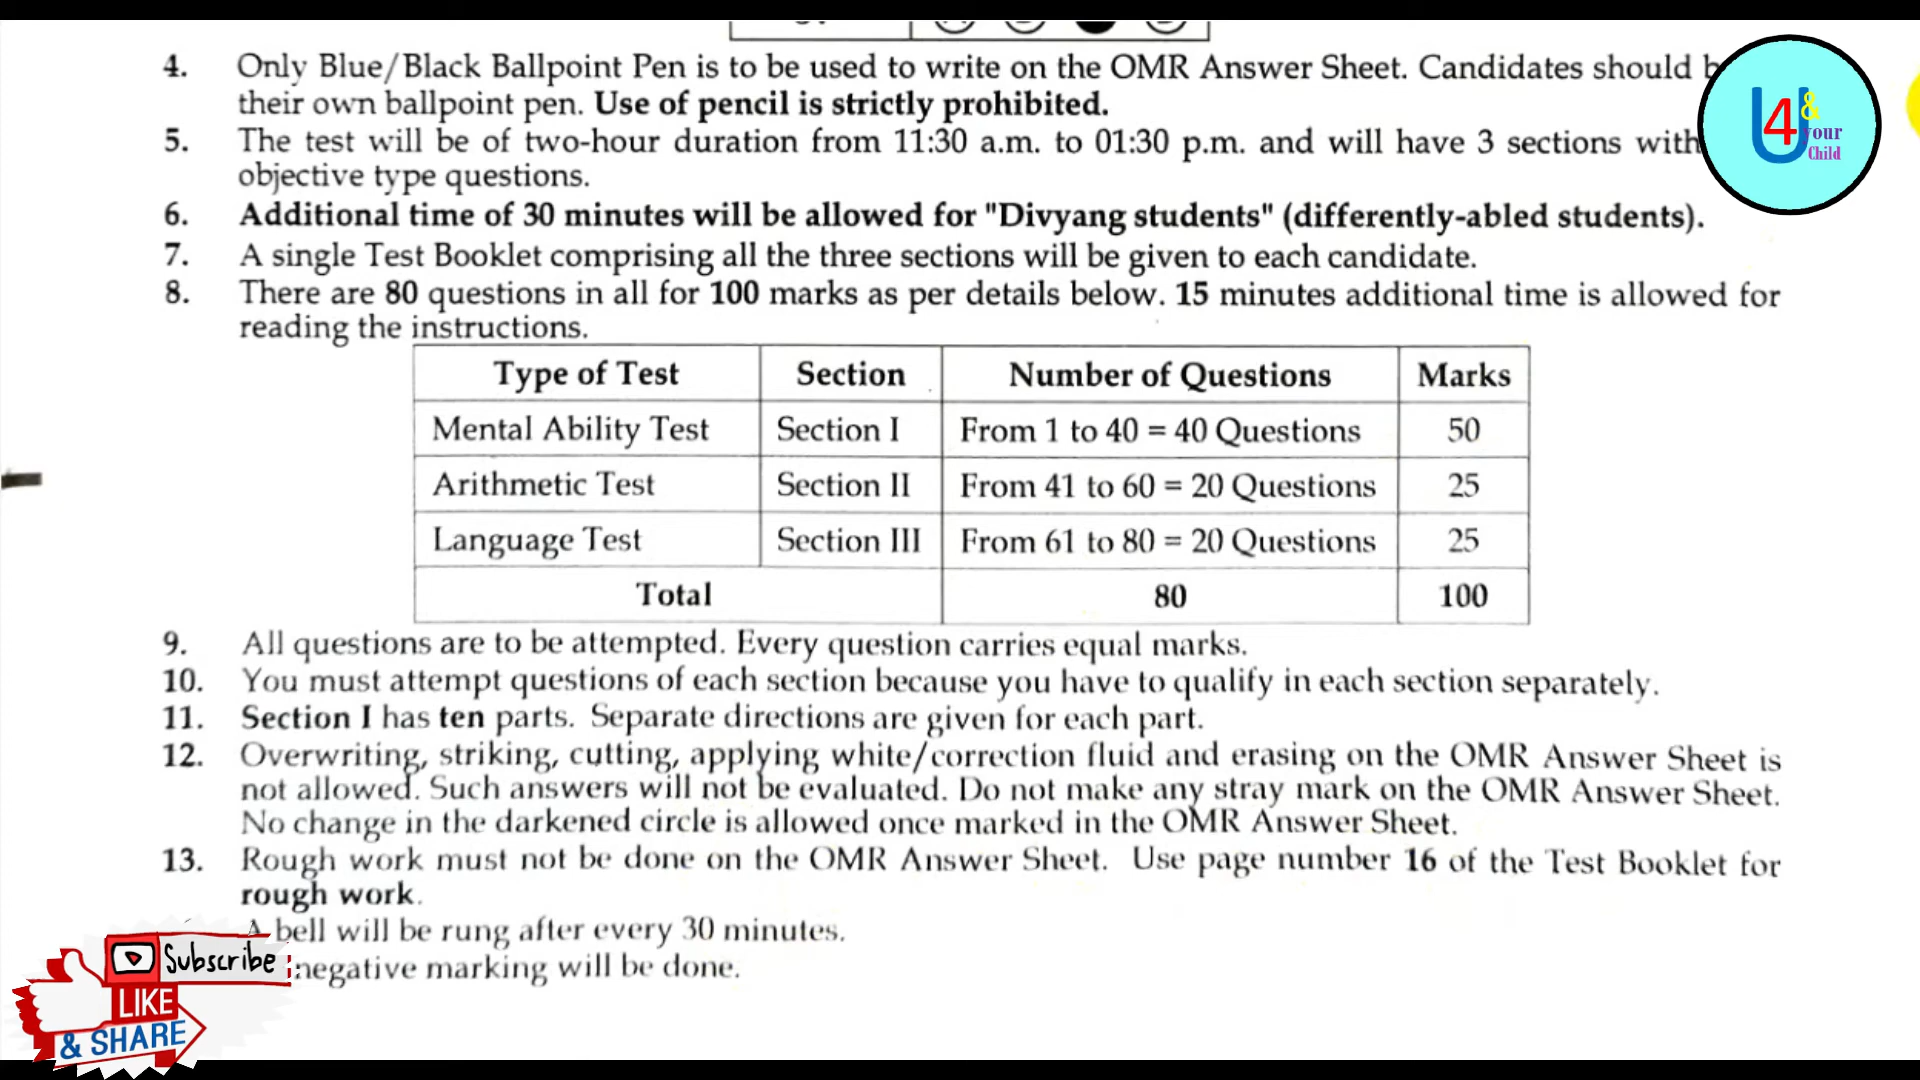 4. Only Blue/Black Ballpoint Pen is to be used to write on the OMR Answer Sheet. Candidates should
their own ballpoint pen. Use of pencil is strictly prohibited.
5. The test will be of two-hour duration from 11:30 a.m. to 01:30 p.m. and will have 3 sections with
objective type questions.
6. Additional time of 30 minutes will be allowed for "Divyang students" (differently-abled students).
7. A single Test Booklet comprising all the three sections will be given to each candidate.
8. There are 80 questions in all for 100 marks as per details below. 15 minutes additional time is allowed for
reading the instructions.
Type of Test Section Number of Questions Marks
Mental Ability Test Section I From 1 to 40 = 40 Questions 50
Arithmetic Test Section II From 41 to 60 = 20 Questions 25
Language Test Section III From 61 to 80 = 20 Questions 25
Total 80 100
9. All questions are to be attempted. Every question carries equal marks.
10. You must attempt questions of each section because you have to qualify in each section separately.
11. Section I has ten parts. Separate directions are given for each part.
12. Overwriting, striking, cutting, applying white/correction fluid and erasing on the OMR Answer Sheet is
not allowed. Such answers will not be evaluated. Do not make any stray mark on the OMR Answer Sheet.
No change in the darkened circle is allowed once marked in the OMR Answer Sheet.
13. Rough work must not be done on the OMR Answer Sheet. Use page number 16 of the Test Booklet for
rough work.
A bell will be rung after every 30 minutes.
negative marking will be done.
U4 & your Child
Subscribe
LIKE
& SHARE